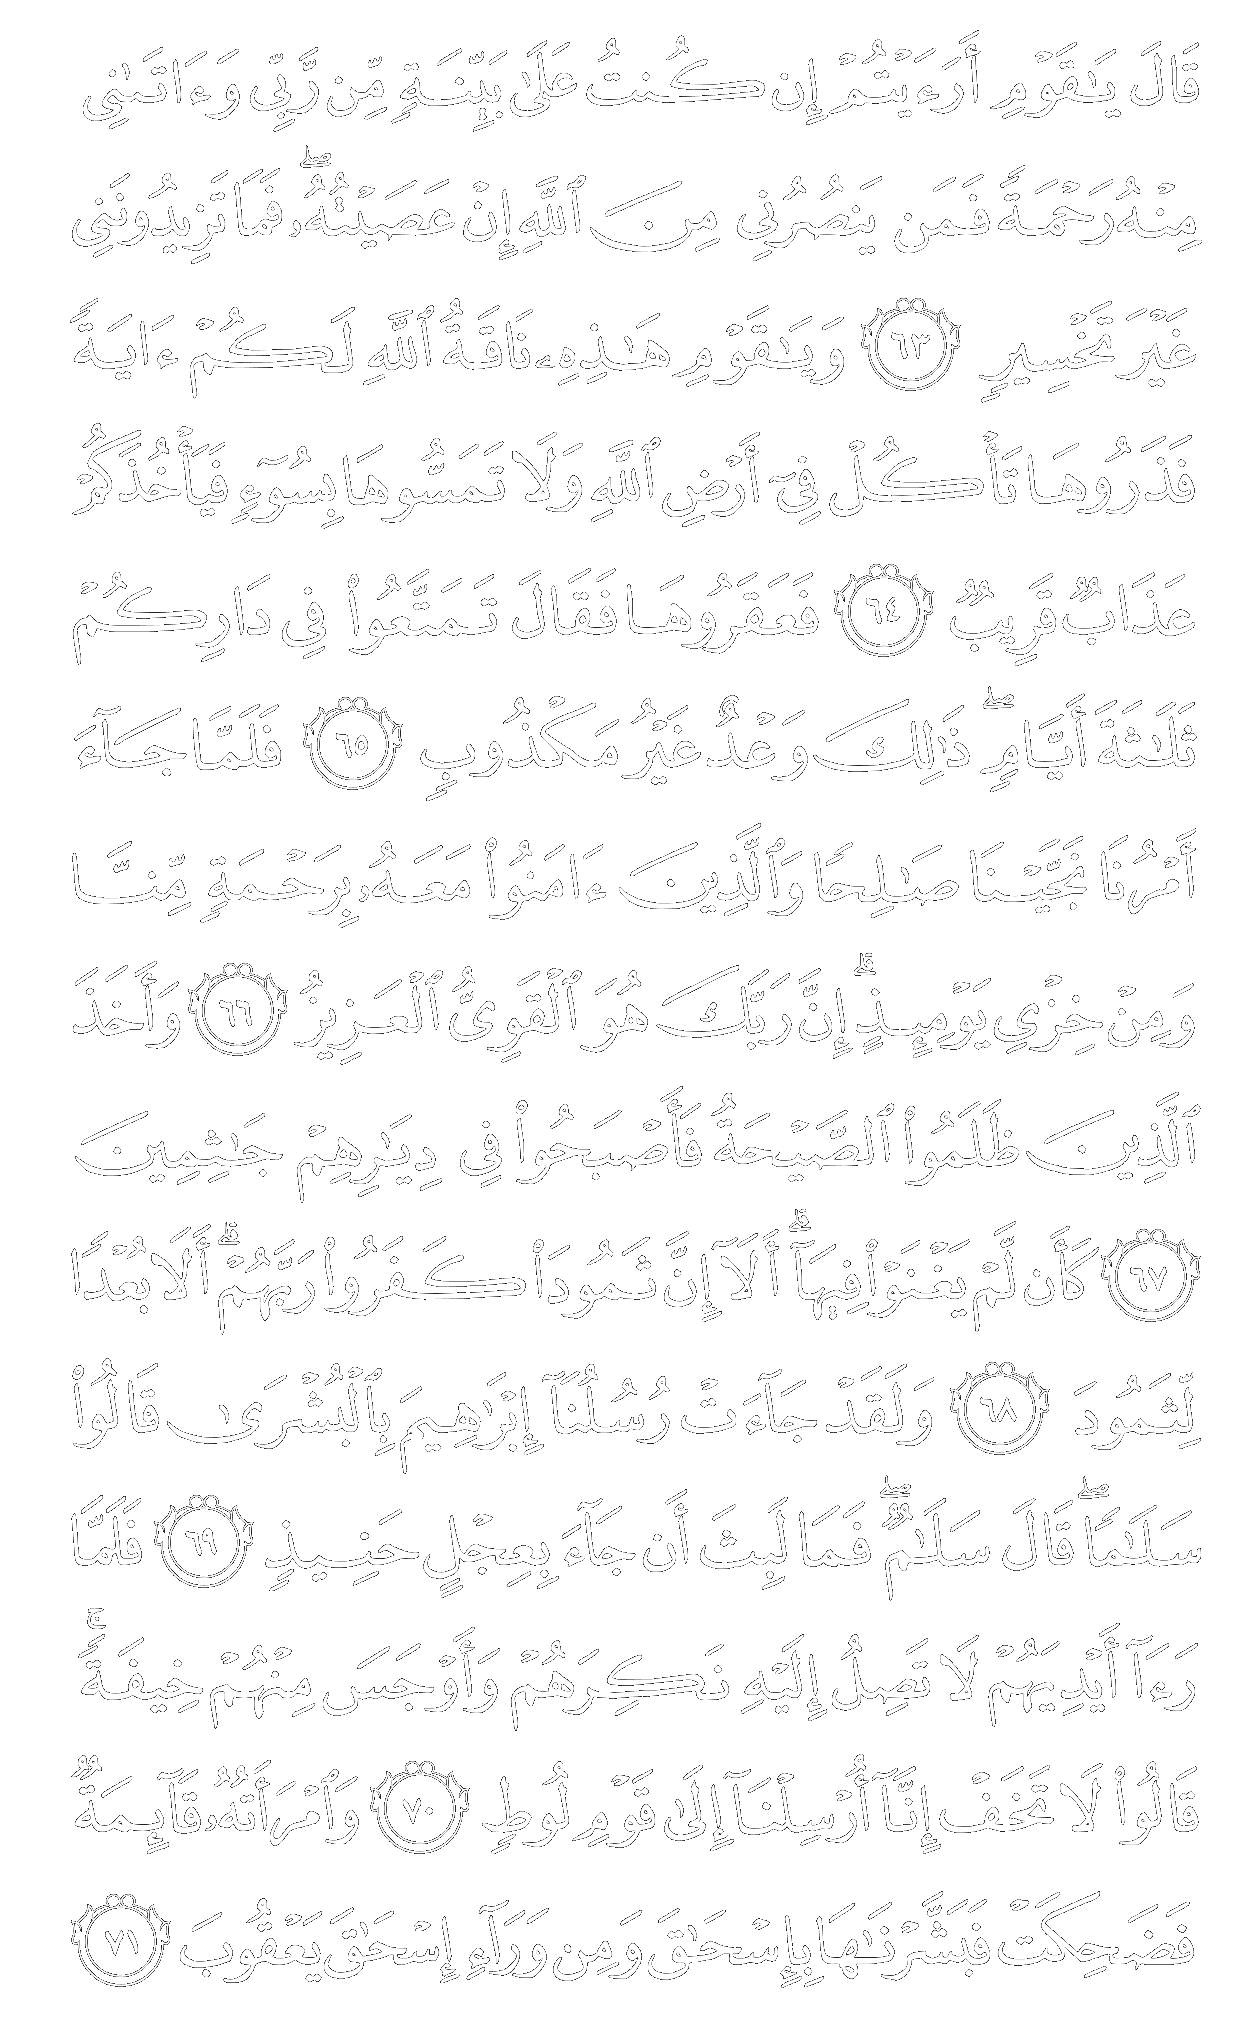 قَالَ يَٰقَوْمِ أَرَءَيْتُمْ إِن كُنتُ عَلَىٰ بَيِّنَةٍ مِّن رَّبِّي وَءَاتَىٰنِي
مِنْهُ رَحْمَةً فَمَن يَنصُرُنِي مِنَ ٱللَّهِ إِنْ عَصَيْتُهُۥۖ فَمَا تَزِيدُونَنِي
غَيْرَ تَخْسِيرٍ ٦٣ وَيَٰقَوْمِ هَٰذِهِۦ نَاقَةُ ٱللَّهِ لَكُمْ ءَايَةً
فَذَرُوهَا تَأْكُلْ فِيٓ أَرْضِ ٱللَّهِ وَلَا تَمَسُّوهَا بِسُوٓءٍ فَيَأْخُذَكُمْ
عَذَابٌ قَرِيبٌ ٦٤ فَعَقَرُوهَا فَقَالَ تَمَتَّعُوا۟ فِي دَارِكُمْ
ثَلَٰثَةَ أَيَّامٍۖ ذَٰلِكَ وَعْدٌ غَيْرُ مَكْذُوبٍ ٦٥ فَلَمَّا جَآءَ
أَمْرُنَا نَجَّيْنَا صَٰلِحًا وَٱلَّذِينَ ءَامَنُوا۟ مَعَهُۥ بِرَحْمَةٍ مِّنَّا
وَمِنْ خِزْيِ يَوْمِئِذٍۗ إِنَّ رَبَّكَ هُوَ ٱلْقَوِيُّ ٱلْعَزِيزُ ٦٦ وَأَخَذَ
ٱلَّذِينَ ظَلَمُوا۟ ٱلصَّيْحَةُ فَأَصْبَحُوا۟ فِي دِيَٰرِهِمْ جَٰثِمِينَ
٦٧ كَأَن لَّمْ يَغْنَوْا۟ فِيهَآۗ أَلَآ إِنَّ ثَمُودَا۟ كَفَرُوا۟ رَبَّهُمْۗ أَلَا بُعْدًا
لِّثَمُودَ ٦٨ وَلَقَدْ جَآءَتْ رُسُلُنَآ إِبْرَٰهِيمَ بِٱلْبُشْرَىٰ قَالُوا۟
سَلَٰمًاۖ قَالَ سَلَٰمٌۖ فَمَا لَبِثَ أَن جَآءَ بِعِجْلٍ حَنِيذٍ ٦٩ فَلَمَّا
رَءَآ أَيْدِيَهُمْ لَا تَصِلُ إِلَيْهِ نَكِرَهُمْ وَأَوْجَسَ مِنْهُمْ خِيفَةًۚ
قَالُوا۟ لَا تَخَفْ إِنَّآ أُرْسِلْنَآ إِلَىٰ قَوْمِ لُوطٍ ٧٠ وَٱمْرَأَتُهُۥ قَآئِمَةٌ
فَضَحِكَتْ فَبَشَّرْنَٰهَا بِإِسْحَٰقَ وَمِن وَرَآءِ إِسْحَٰقَ يَعْقُوبَ ٧١